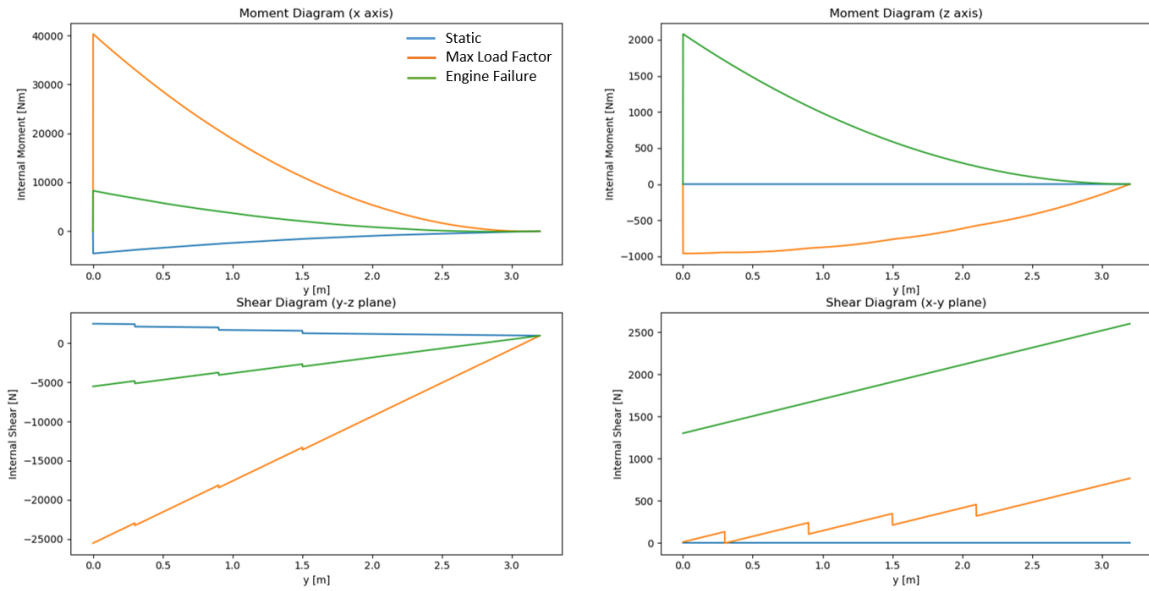 Moment Diagram (x axis)
Internal Moment [Nm]
40000
30000
20000
10000
0
Static
Max Load Factor
Engine Failure
0.0 0.5 1.0 1.5 2.0 2.5 3.0
y [m]
Moment Diagram (z axis)
Internal Moment [Nm]
2000
1500
1000
500
0
−500
−1000
0.0 0.5 1.0 1.5 2.0 2.5 3.0
y [m]
Shear Diagram (y-z plane)
Internal Shear [N]
0
−5000
−10000
−15000
−20000
−25000
0.0 0.5 1.0 1.5 2.0 2.5 3.0
y [m]
Shear Diagram (x-y plane)
Internal Shear [N]
2500
2000
1500
1000
500
0
0.0 0.5 1.0 1.5 2.0 2.5 3.0
y [m]